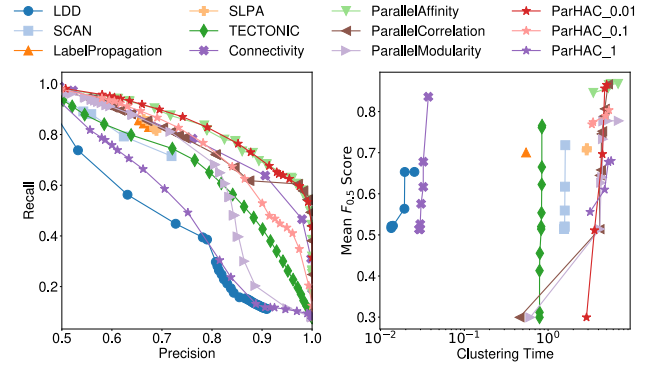 LDD SLPA ParallelAffinity ParHAC_0.01
SCAN TECTONIC ParallelCorrelation ParHAC_0.1
LabelPropagation Connectivity ParallelModularity ParHAC_1
1.0
0.8
0.6
0.4
0.2
Recall
0.5 0.6 0.7 0.8 0.9 1.0
Precision
0.9
0.8
0.7
0.6
0.5
0.4
0.3
Mean F0.5 Score
10−2 10−1 100
Clustering Time